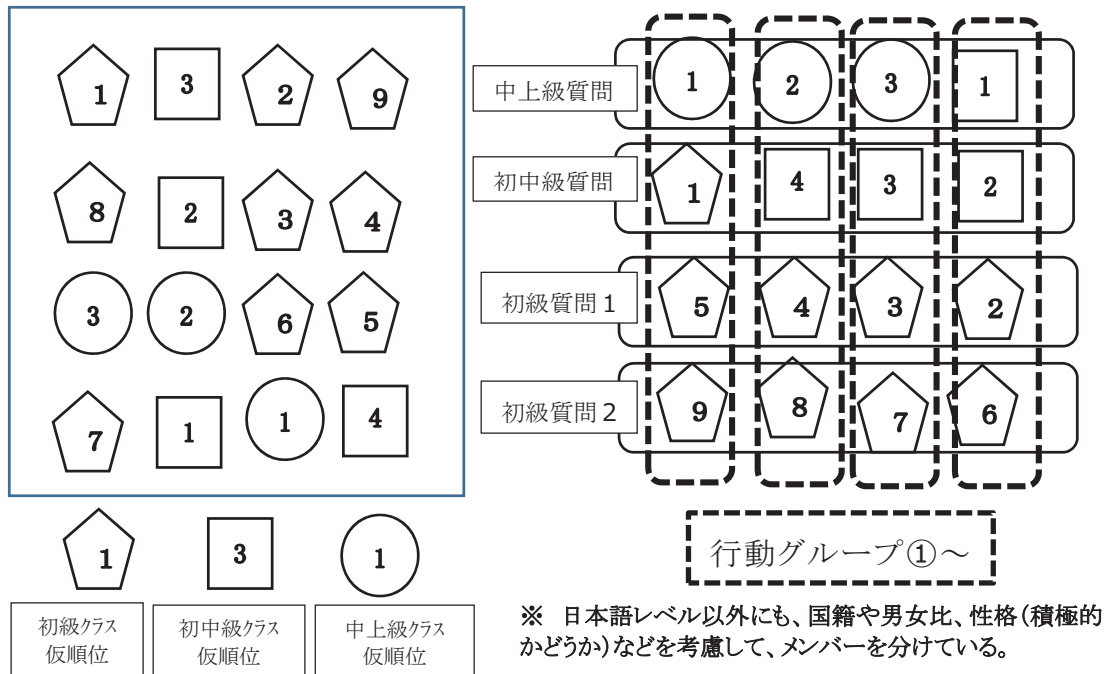 1 3 2 9
8 2 3 4
3 2 6 5
7 1 1 4
1 3 1
初級クラス
仮順位
初中級クラス
仮順位
中上級クラス
仮順位
中上級質問 1 2 3 1
初中級質問 1 4 3 2
初級質問1 5 4 3 2
初級質問2 9 8 7 6
行動グループ①～
※ 日本語レベル以外にも、国籍や男女比、性格(積極的
かどうか)などを考慮して、メンバーを分けている。